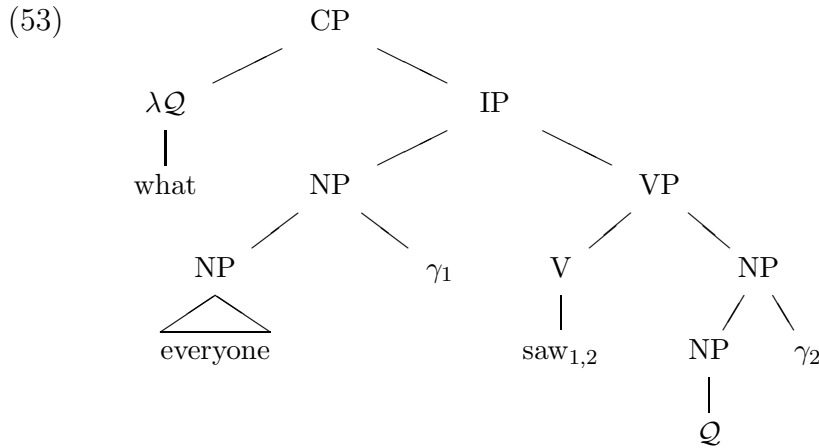 (53) CP
λ𝒬 IP
what NP VP
NP γ₁ V NP
everyone saw₁,₂ NP γ₂
𝒬